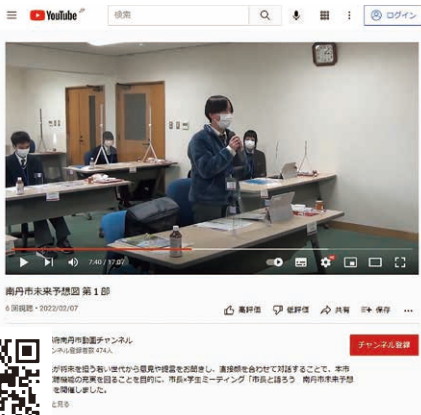 YouTube JP
検索
ログイン
7:40 / 17:07
南丹市未来予想図 第1部
6 回視聴・2022/02/07
高評価 低評価 共有 保存
府南丹市動画チャンネル
ンネル登録者数 474人
チャンネル登録
が将来を担う若い世代から意見や提言をお聞きし、直接顔を合わせて対話することで、本市
聴機能の充実を図ることを目的に、市長×学生ミーティング「市長と語ろう 南丹市未来予想
を開催しました。
と見る